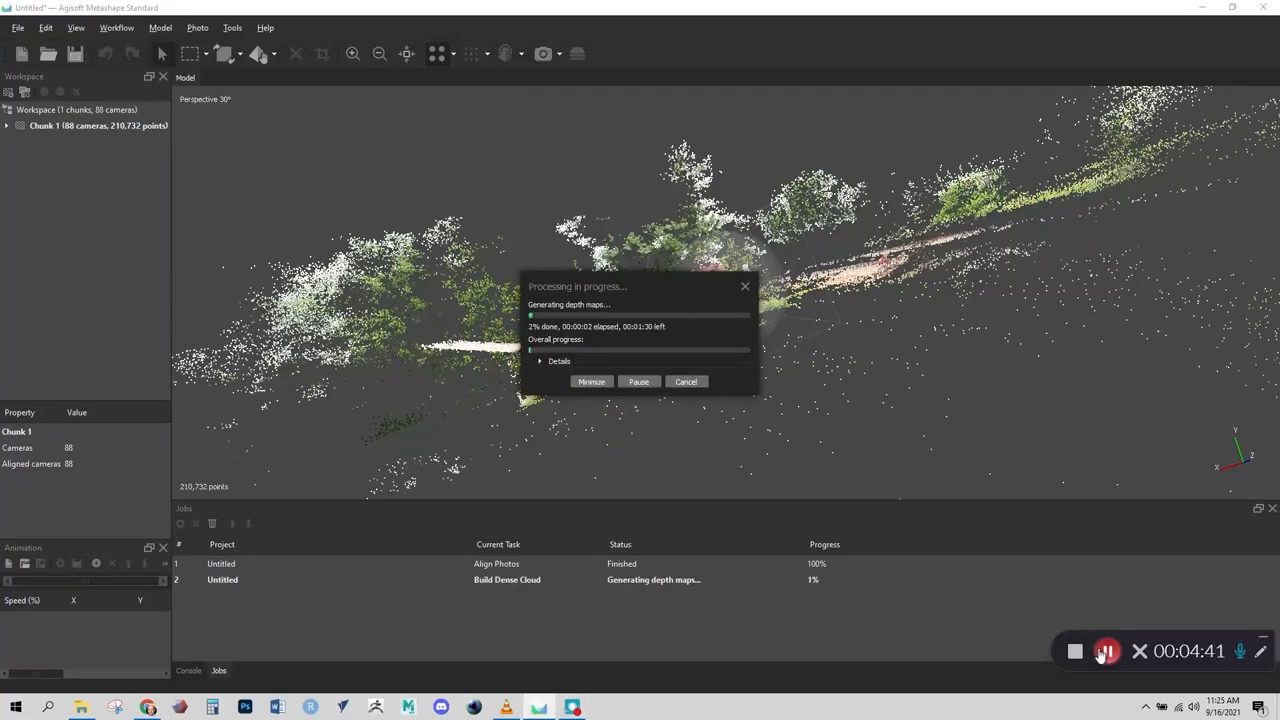 Untitled* — Agisoft Metashape Standard
File Edit View Workflow Model Photo Tools Help
Workspace
Model
Perspective 30°
Workspace (1 chunks, 88 cameras)
Chunk 1 (88 cameras, 210,732 points)
Processing in progress...
Generating depth maps...
2% done, 00:00:02 elapsed, 00:01:30 left
Overall progress:
Details
Minimize Pause Cancel
Property Value
Chunk 1
Cameras 88
Aligned cameras 88
Y
X Z
210,732 points
Jobs
# Project Current Task Status Progress
1 Untitled Align Photos Finished 100%
2 Untitled Build Dense Cloud Generating depth maps... 1%
Animation
Speed (%) X Y
Console Jobs
00:04:41
11:25 AM
9/16/2021